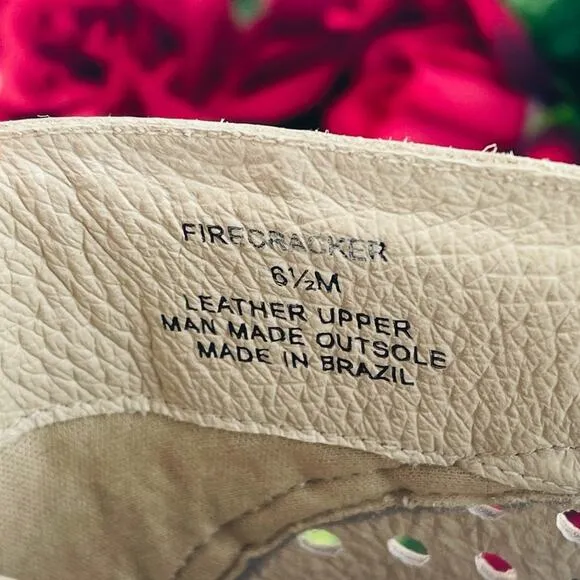 FIRECRACKER
6½M
LEATHER UPPER
MAN MADE OUTSOLE
MADE IN BRAZIL